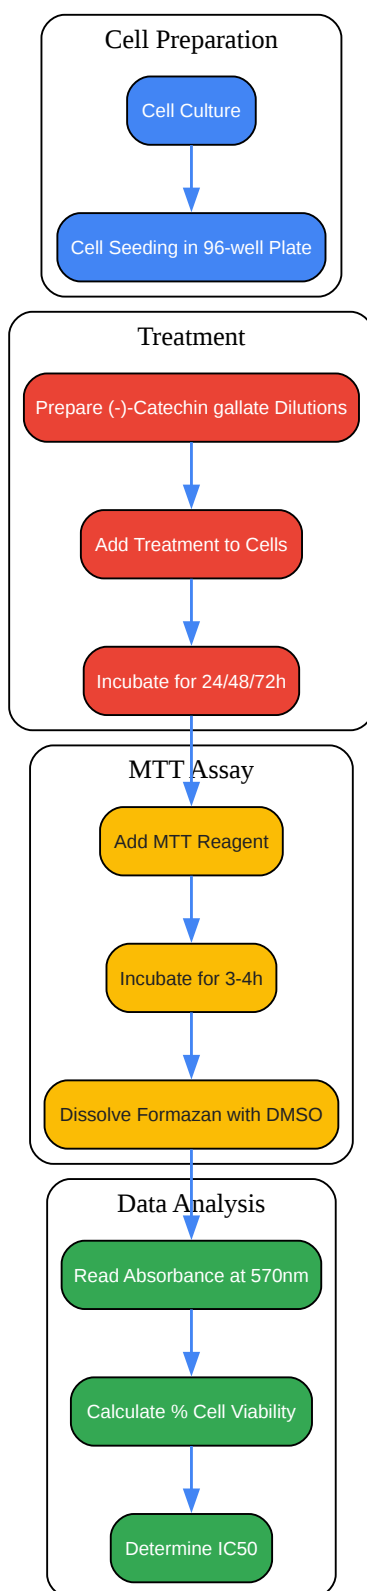 Cell Preparation
Cell Culture
Cell Seeding in 96-well Plate
Treatment
Prepare (-)-Catechin gallate Dilutions
Add Treatment to Cells
Incubate for 24/48/72h
MTT Assay
Add MTT Reagent
Incubate for 3-4h
Dissolve Formazan with DMSO
Data Analysis
Read Absorbance at 570nm
Calculate % Cell Viability
Determine IC50